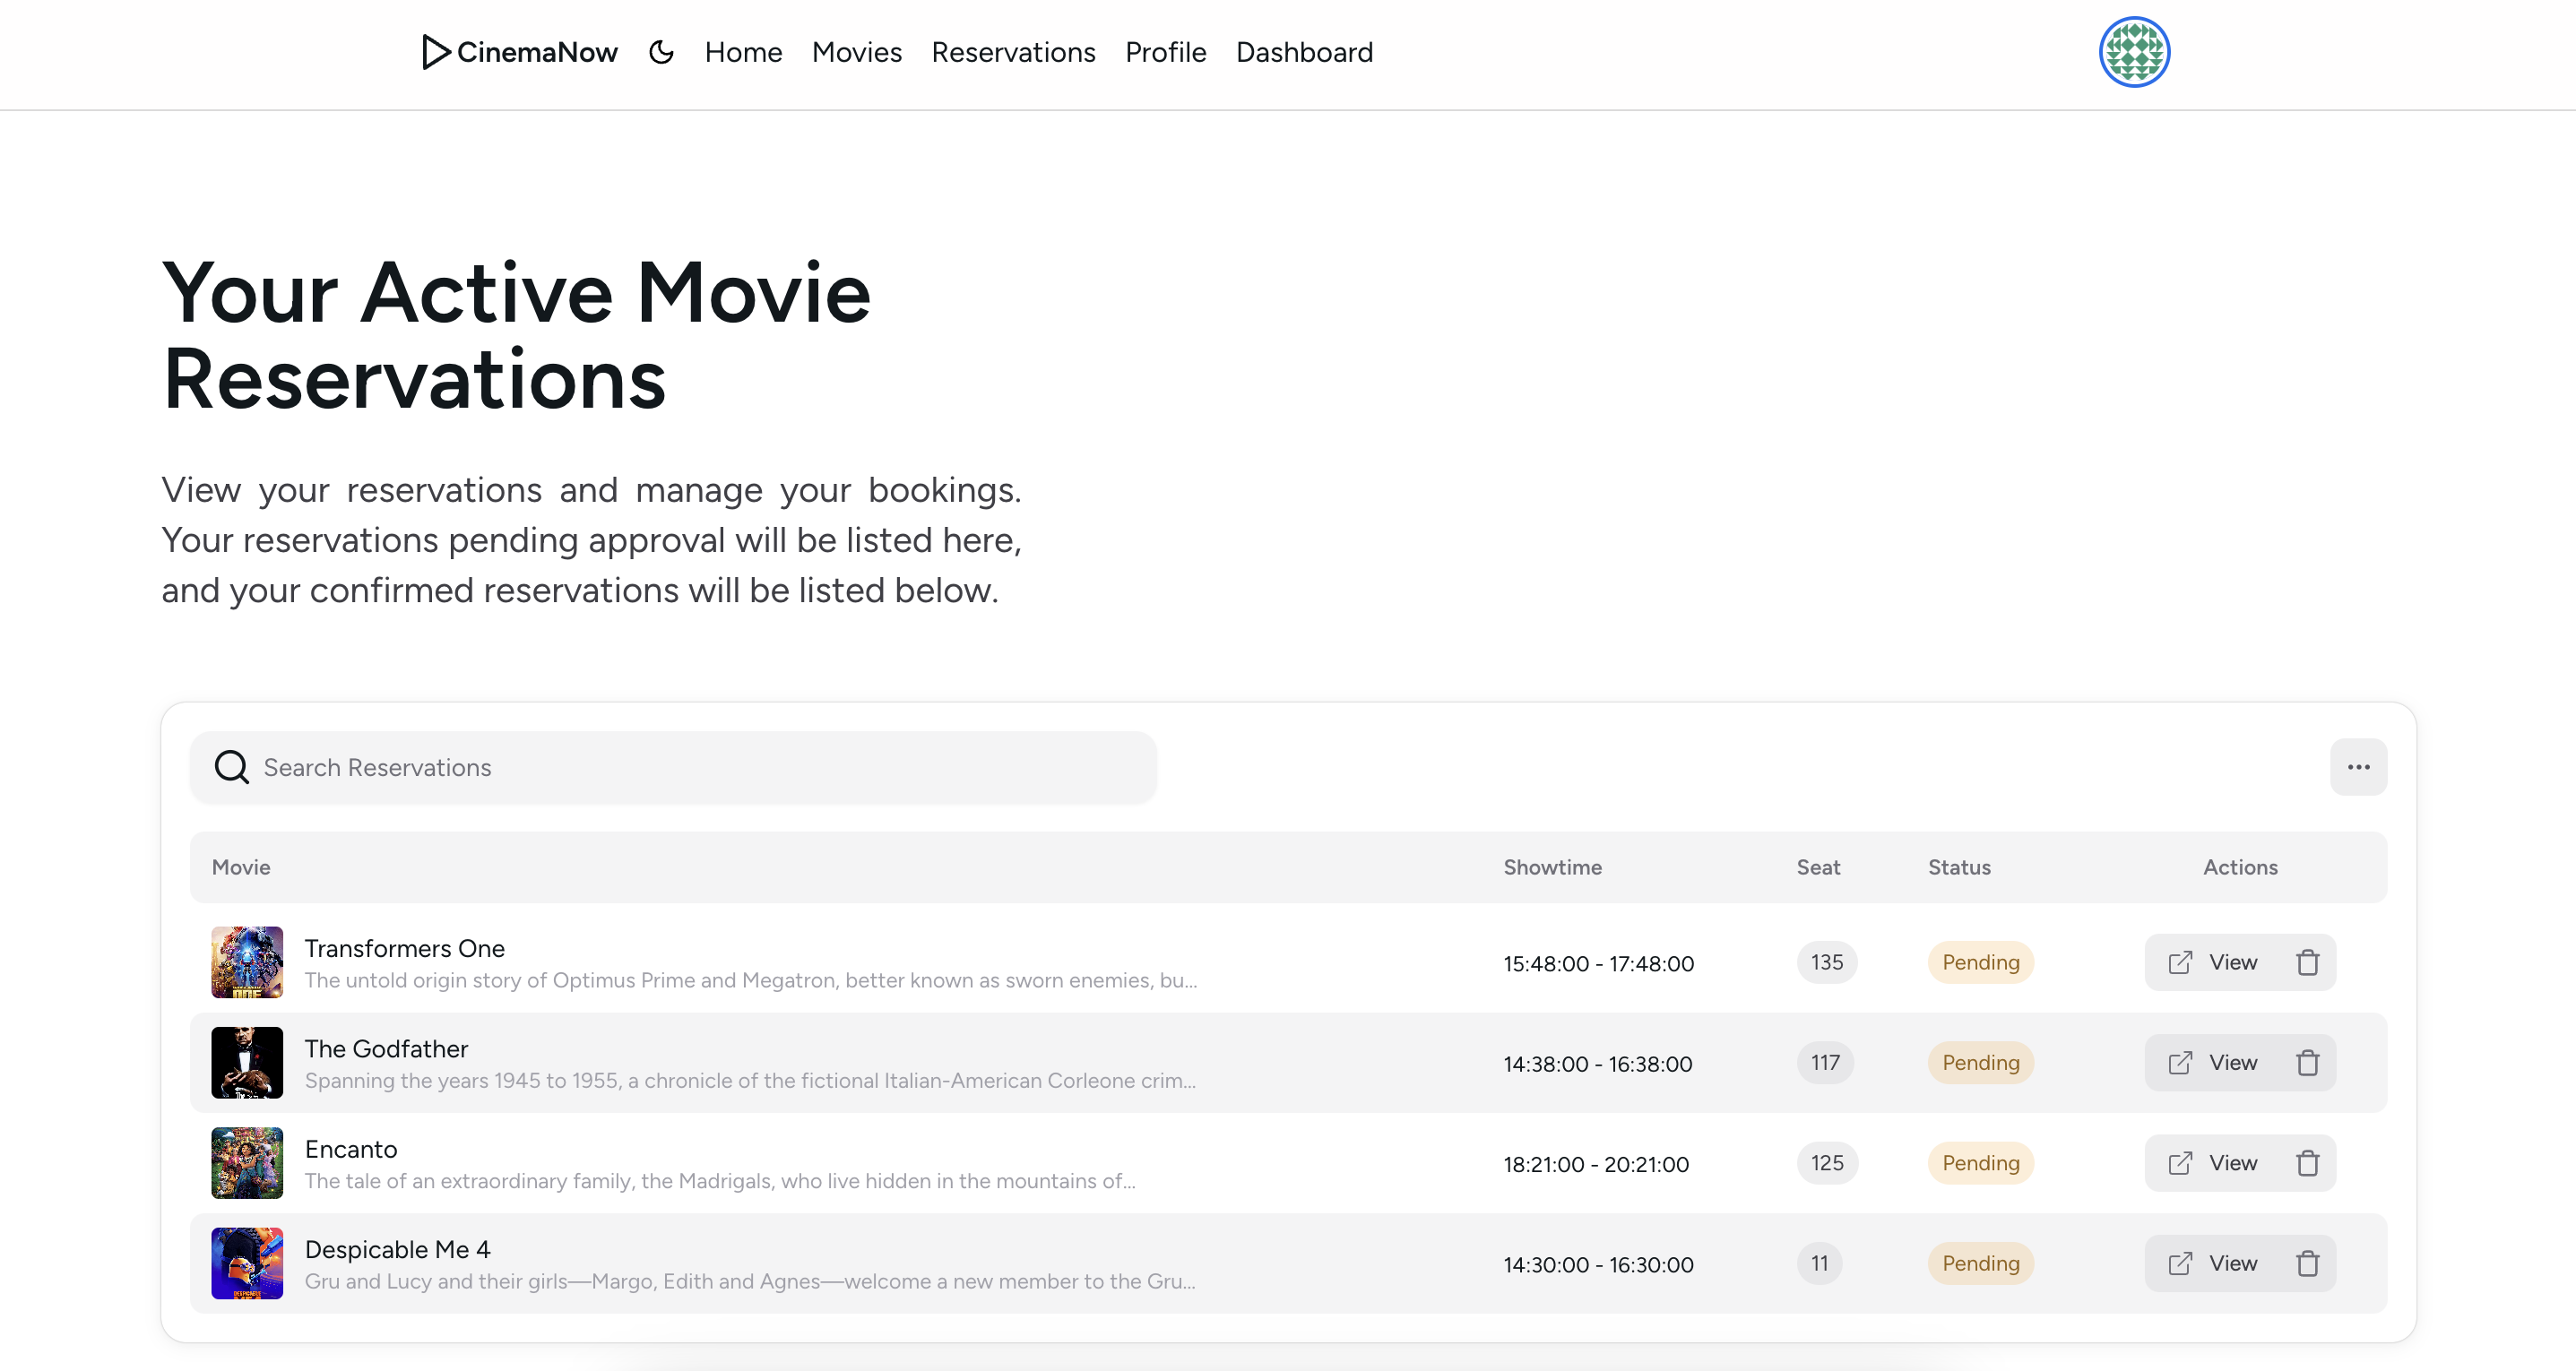 CinemaNow Home Movies Reservations Profile Dashboard
Your Active Movie
Reservations
View your reservations and manage your bookings.
Your reservations pending approval will be listed here,
and your confirmed reservations will be listed below.
Search Reservations
Movie Showtime Seat Status Actions
Transformers One
The untold origin story of Optimus Prime and Megatron, better known as sworn enemies, bu...
15:48:00 - 17:48:00 135 Pending View
The Godfather
Spanning the years 1945 to 1955, a chronicle of the fictional Italian-American Corleone crim...
14:38:00 - 16:38:00 117 Pending View
Encanto
The tale of an extraordinary family, the Madrigals, who live hidden in the mountains of...
18:21:00 - 20:21:00 125 Pending View
Despicable Me 4
Gru and Lucy and their girls—Margo, Edith and Agnes—welcome a new member to the Gru...
14:30:00 - 16:30:00 11 Pending View